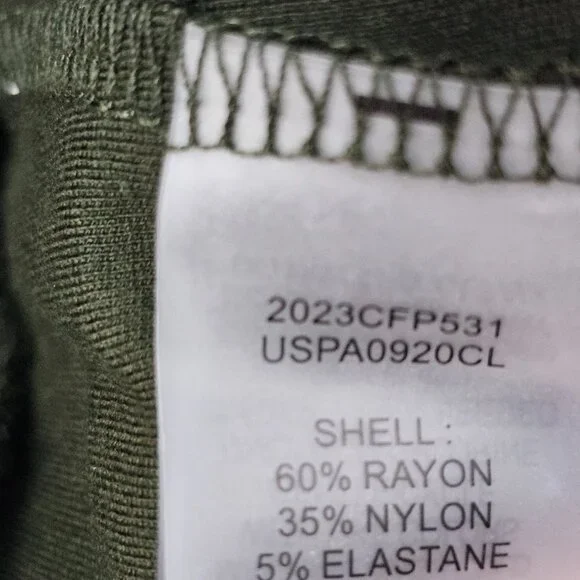 2023CFP531
USPA0920CL
SHELL :
60% RAYON
35% NYLON
5% ELASTANE